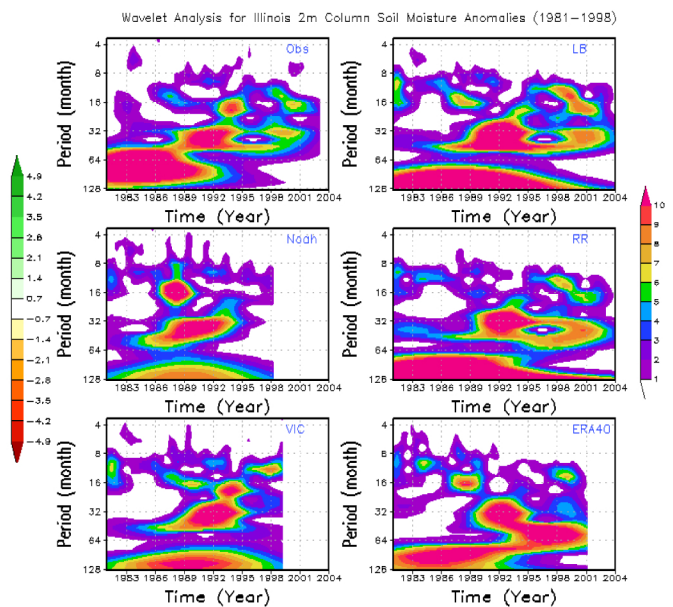 Wavelet Analysis for Illinois 2m Column Soil Moisture Anomalies (1981-1998)
Obs
Period (month)
4
8
16
32
64
128
1983 1986 1989 1992 1995 1998 2001 2004
Time (Year)
LB
Period (month)
4
8
16
32
64
128
1983 1986 1989 1992 1995 1998 2001 2004
Time (Year)
4.9
4.2
3.5
2.8
2.1
1.4
0.7
-0.7
-1.4
-2.1
-2.8
-3.5
-4.2
-4.9
Noah
Period (month)
4
8
16
32
64
128
1983 1986 1989 1992 1995 1998 2001 2004
Time (Year)
RR
Period (month)
4
8
16
32
64
128
1983 1986 1989 1992 1995 1998 2001 2004
Time (Year)
10
9
8
7
6
5
4
3
2
1
VIC
Period (month)
4
8
16
32
64
128
1983 1986 1989 1992 1995 1998 2001 2004
Time (Year)
ERA40
Period (month)
4
8
16
32
64
128
1983 1986 1989 1992 1995 1998 2001 2004
Time (Year)